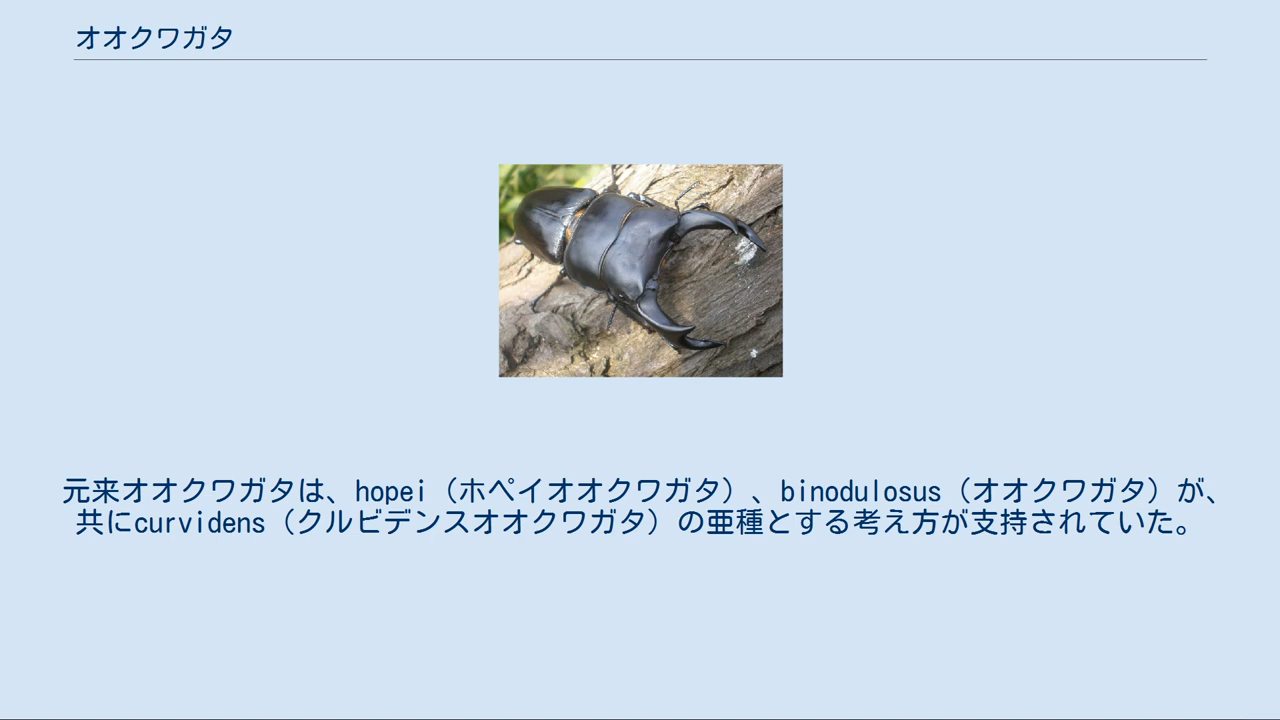 オオクワガタ
元来オオクワガタは、hopei（ホペイオオクワガタ）、binodulosus（オオクワガタ）が、
共にcurvidens（クルビデンスオオクワガタ）の亜種とする考え方が支持されていた。